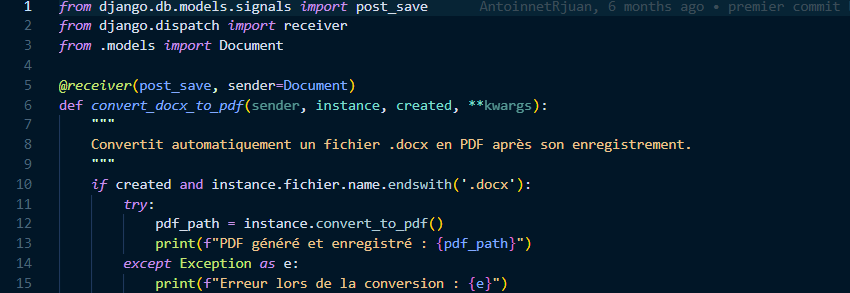 1 from django.db.models.signals import post_save AntoinnetRjuan, 6 months ago • premier commit
2 from django.dispatch import receiver
3 from .models import Document
4
5 @receiver(post_save, sender=Document)
6 def convert_docx_to_pdf(sender, instance, created, **kwargs):
7 """
8 Convertit automatiquement un fichier .docx en PDF après son enregistrement.
9 """
10 if created and instance.fichier.name.endswith('.docx'):
11 try:
12 pdf_path = instance.convert_to_pdf()
13 print(f"PDF généré et enregistré : {pdf_path}")
14 except Exception as e:
15 print(f"Erreur lors de la conversion : {e}")